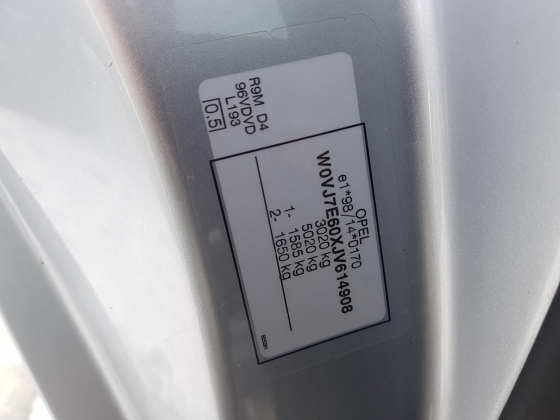 OPEL
e1*98/14*0170
W0VJ7E60XJV614908
3020 kg
5020 kg
1- 1585 kg
2- 1650 kg
R9M D4
96VDVD
L193
0,5